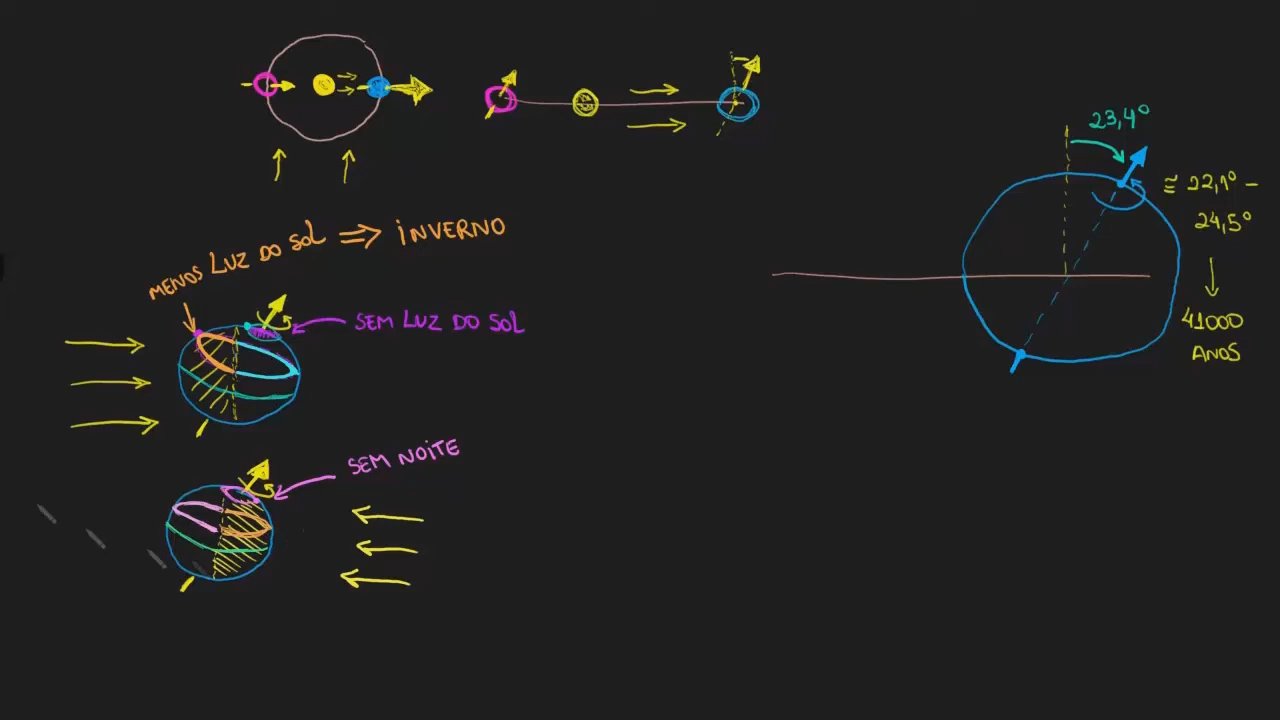 23,4°
≅ 22,1° –
24,5°
41000
ANOS
MENOS LUZ DO SOL => INVERNO
SEM LUZ DO SOL
SEM NOITE